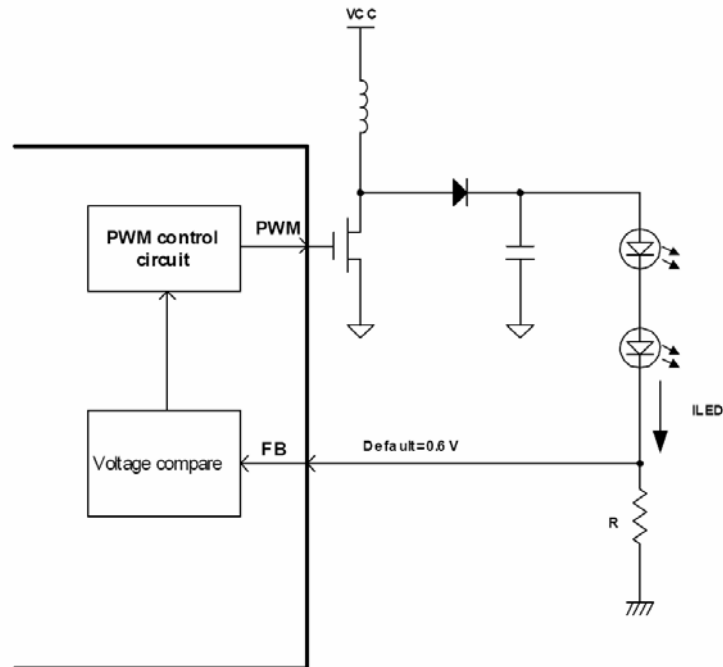 VCC
PWM control
circuit
PWM
Voltage compare
FB
Default=0.6 V
ILED
R